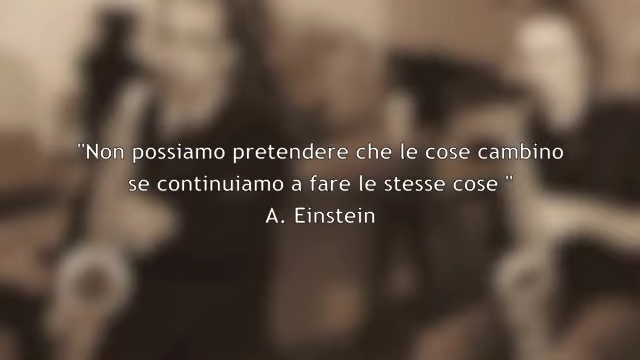 "Non possiamo pretendere che le cose cambino
se continuiamo a fare le stesse cose "
A. Einstein